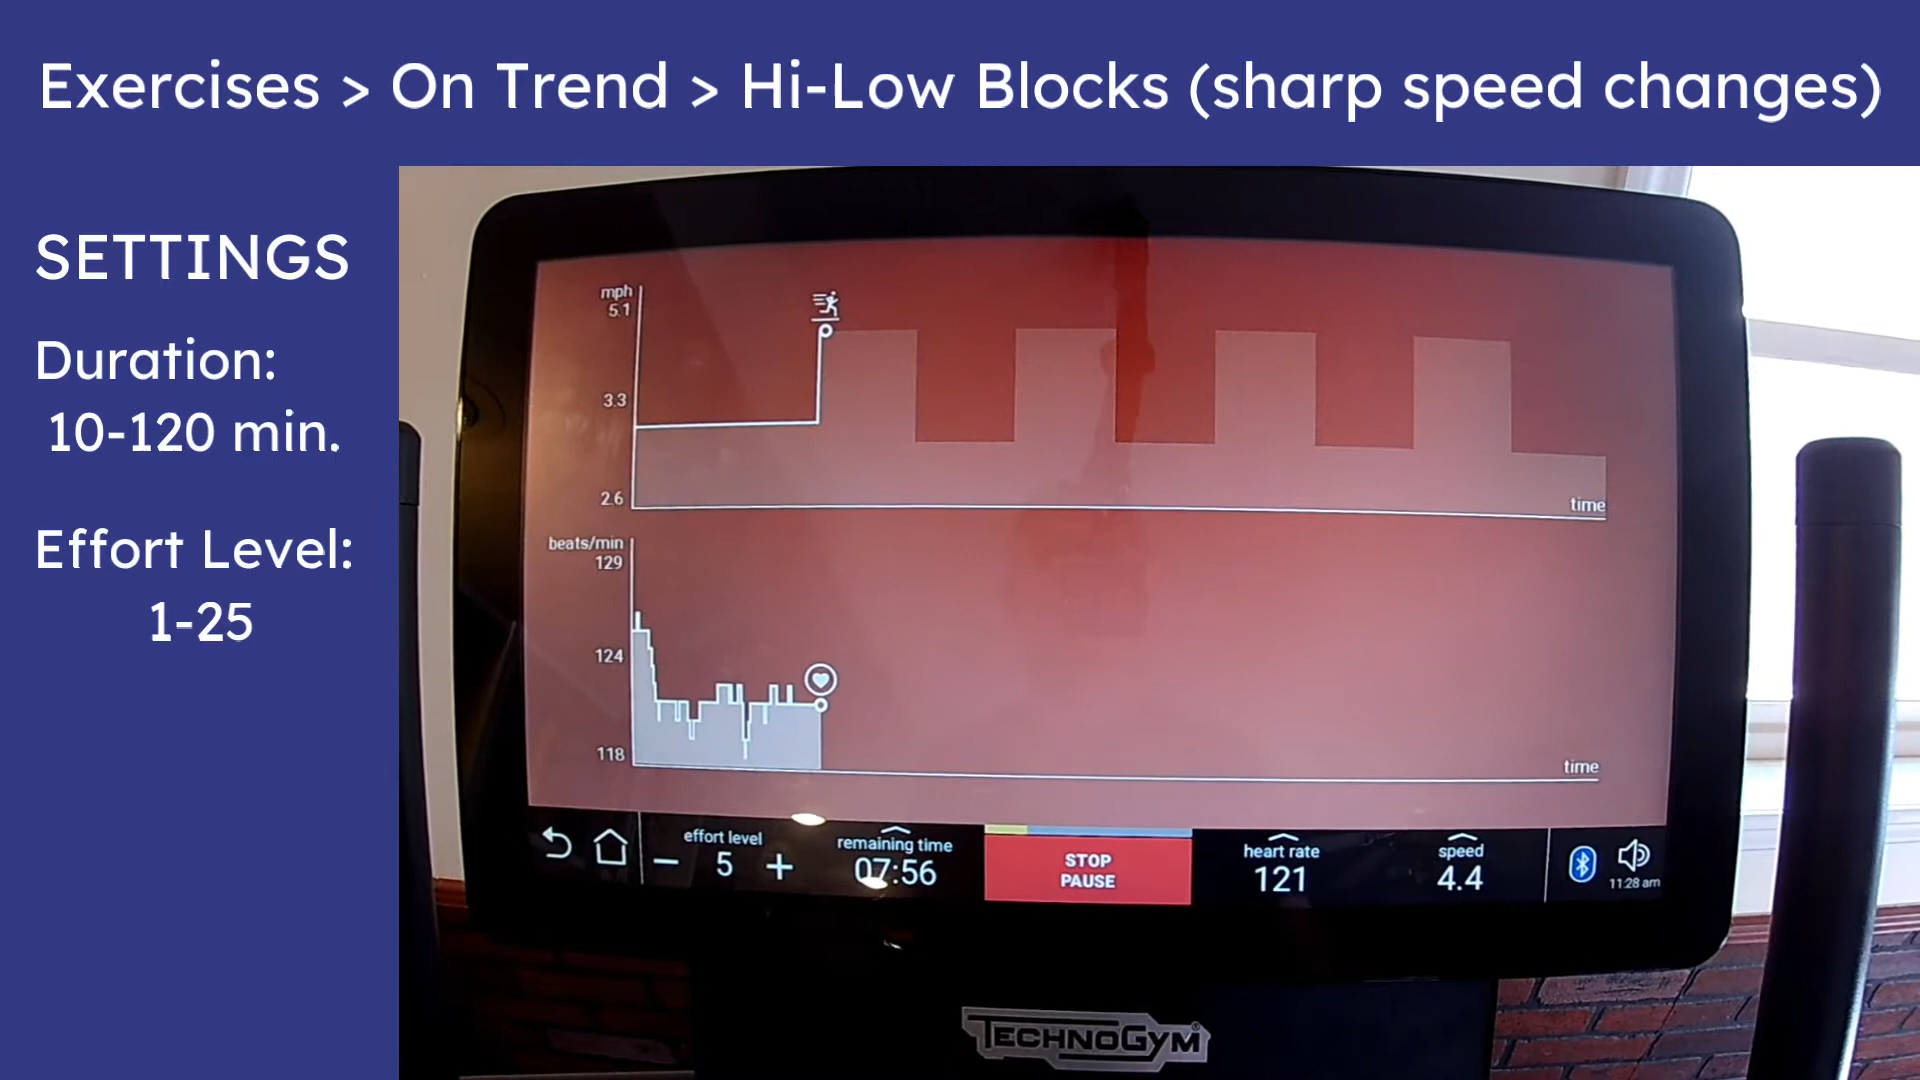 Exercises > On Trend > Hi-Low Blocks (sharp speed changes)
SETTINGS
Duration:
10-120 min.
Effort Level:
1-25
mph
5.1
3.3
2.6
time
beats/min
129
124
118
time
effort level
− 5 +
remaining time
07:56
STOP
PAUSE
heart rate
121
speed
4.4
11:28 am
TECHNOGYM